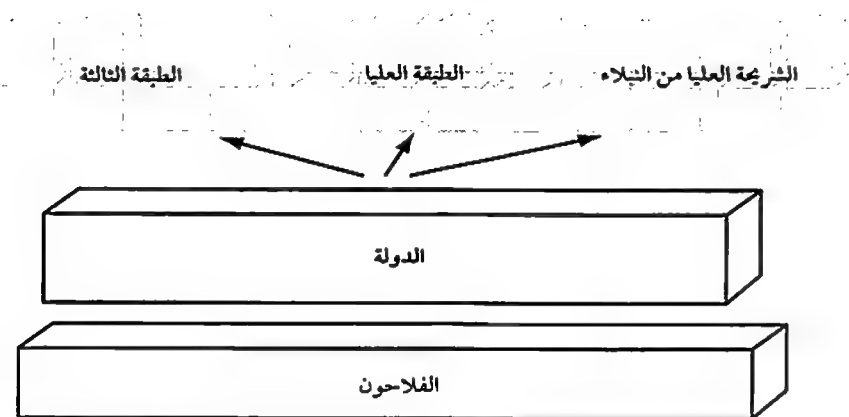 الشريحة العليا من النبلاء الطبقة العليا الطبقة الثالثة
الدولة
الفلاحون